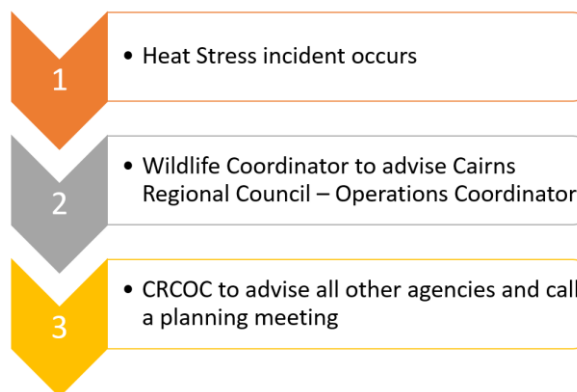 1
• Heat Stress incident occurs
2
• Wildlife Coordinator to advise Cairns
Regional Council – Operations Coordinator
3
• CRCOC to advise all other agencies and call
a planning meeting